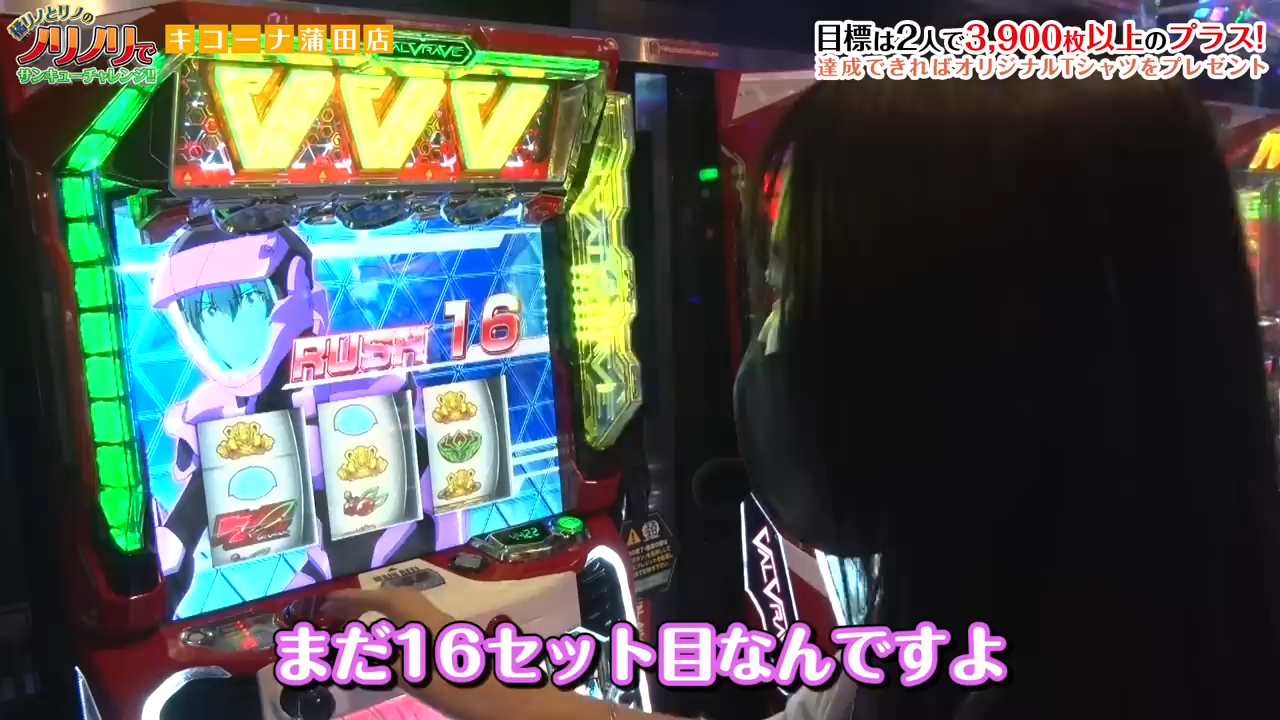 橘リノとリノの
ノリノリで
サンキューチャレンジ!!
キコーナ蒲田店
VALVRAVE
目標は2人で3,900枚以上のプラス!
達成できればオリジナルTシャツをプレゼント
VVV
RUSH 16
VALVRAVE
まだ16セット目なんですよ